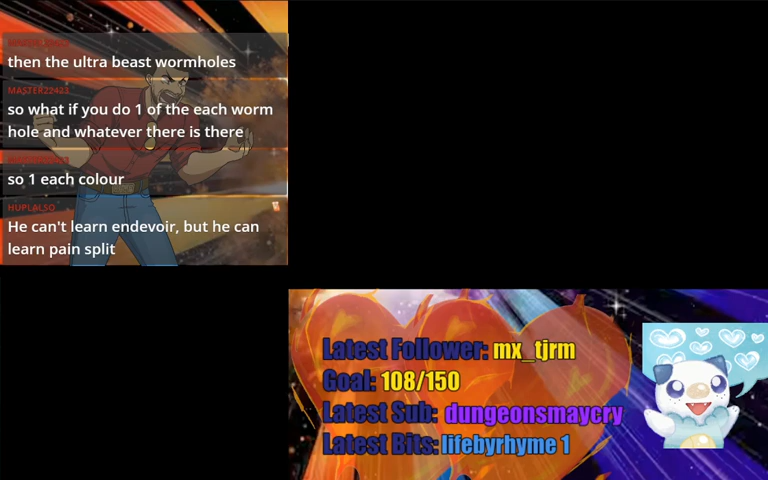 then the ultra beast wormholes
MASTER22423
so what if you do 1 of the each worm
hole and whatever there is there
so 1 each colour
HUPLALSO
He can't learn endevoir, but he can
learn pain split
Latest Follower: mx_tjrm
Goal: 108/150
Latest Sub: dungeonsmaycry
Latest Bits: lifebyrhyme 1